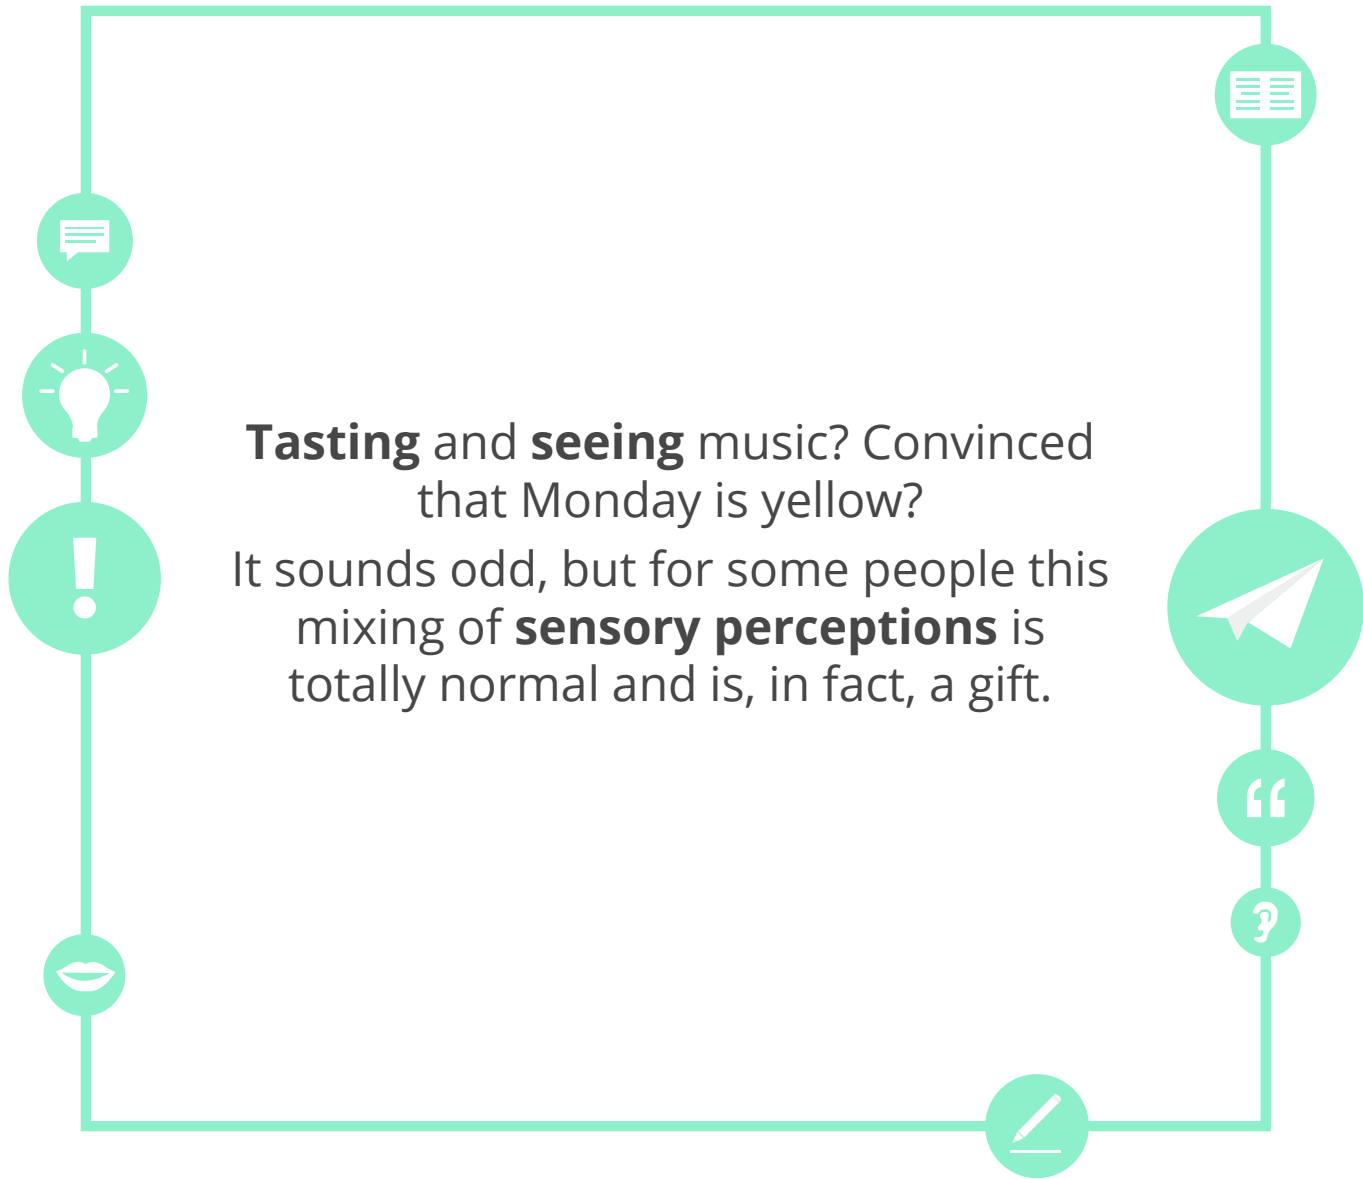 Tasting and seeing music? Convinced
that Monday is yellow?
It sounds odd, but for some people this
mixing of sensory perceptions is
totally normal and is, in fact, a gift.